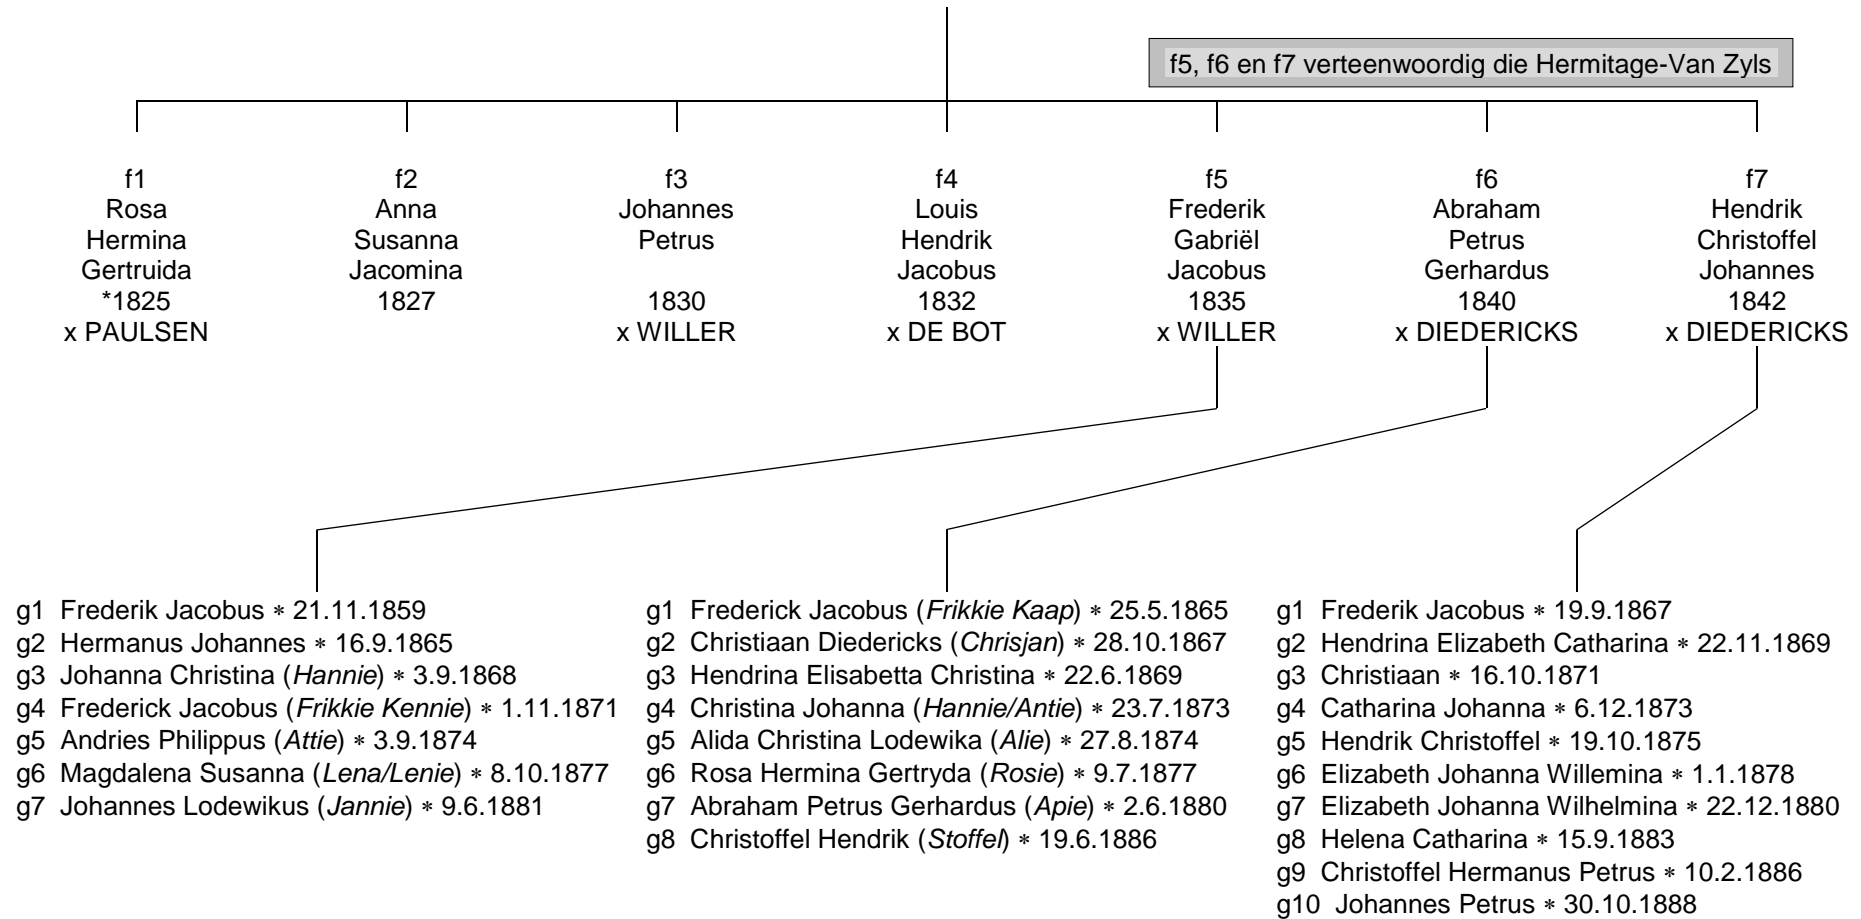 f5, f6 en f7 verteenwoordig die Hermitage-Van Zyls
f1
Rosa
Hermina
Gertruida
*1825
x PAULSEN
f2
Anna
Susanna
Jacomina
1827
f3
Johannes
Petrus
1830
x WILLER
f4
Louis
Hendrik
Jacobus
1832
x DE BOT
f5
Frederik
Gabriël
Jacobus
1835
x WILLER
f6
Abraham
Petrus
Gerhardus
1840
x DIEDERICKS
f7
Hendrik
Christoffel
Johannes
1842
x DIEDERICKS
g1 Frederik Jacobus * 21.11.1859
g2 Hermanus Johannes * 16.9.1865
g3 Johanna Christina (Hannie) * 3.9.1868
g4 Frederick Jacobus (Frikkie Kennie) * 1.11.1871
g5 Andries Philippus (Attie) * 3.9.1874
g6 Magdalena Susanna (Lena/Lenie) * 8.10.1877
g7 Johannes Lodewikus (Jannie) * 9.6.1881
g1 Frederick Jacobus (Frikkie Kaap) * 25.5.1865
g2 Christiaan Diedericks (Chrisjan) * 28.10.1867
g3 Hendrina Elisabetta Christina * 22.6.1869
g4 Christina Johanna (Hannie/Antie) * 23.7.1873
g5 Alida Christina Lodewika (Alie) * 27.8.1874
g6 Rosa Hermina Gertryda (Rosie) * 9.7.1877
g7 Abraham Petrus Gerhardus (Apie) * 2.6.1880
g8 Christoffel Hendrik (Stoffel) * 19.6.1886
g1 Frederik Jacobus * 19.9.1867
g2 Hendrina Elizabeth Catharina * 22.11.1869
g3 Christiaan * 16.10.1871
g4 Catharina Johanna * 6.12.1873
g5 Hendrik Christoffel * 19.10.1875
g6 Elizabeth Johanna Willemina * 1.1.1878
g7 Elizabeth Johanna Wilhelmina * 22.12.1880
g8 Helena Catharina * 15.9.1883
g9 Christoffel Hermanus Petrus * 10.2.1886
g10 Johannes Petrus * 30.10.1888